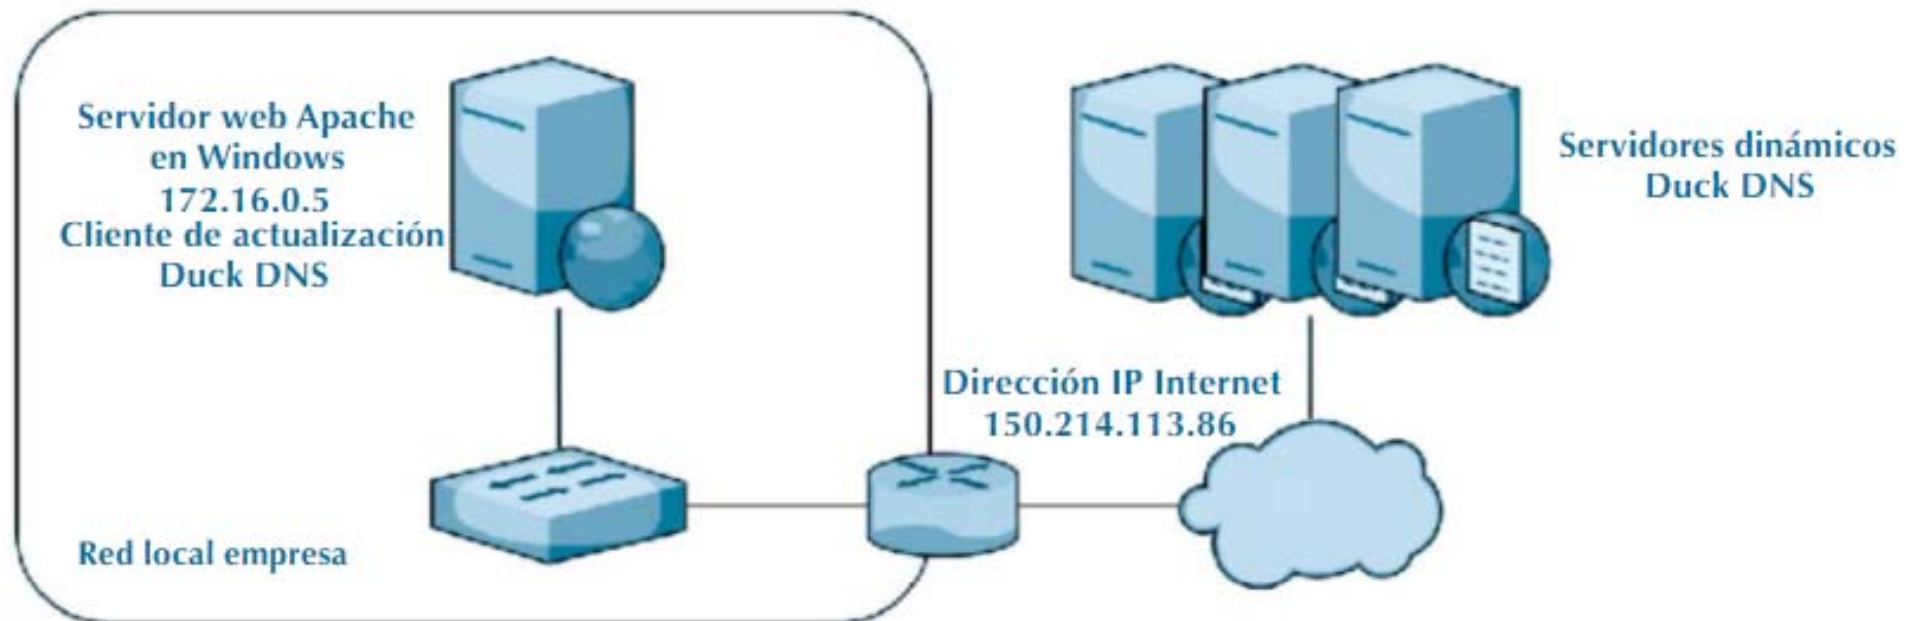 Servidor web Apache
en Windows
172.16.0.5
Cliente de actualización
Duck DNS
Servidores dinámicos
Duck DNS
Dirección IP Internet
150.214.113.86
Red local empresa